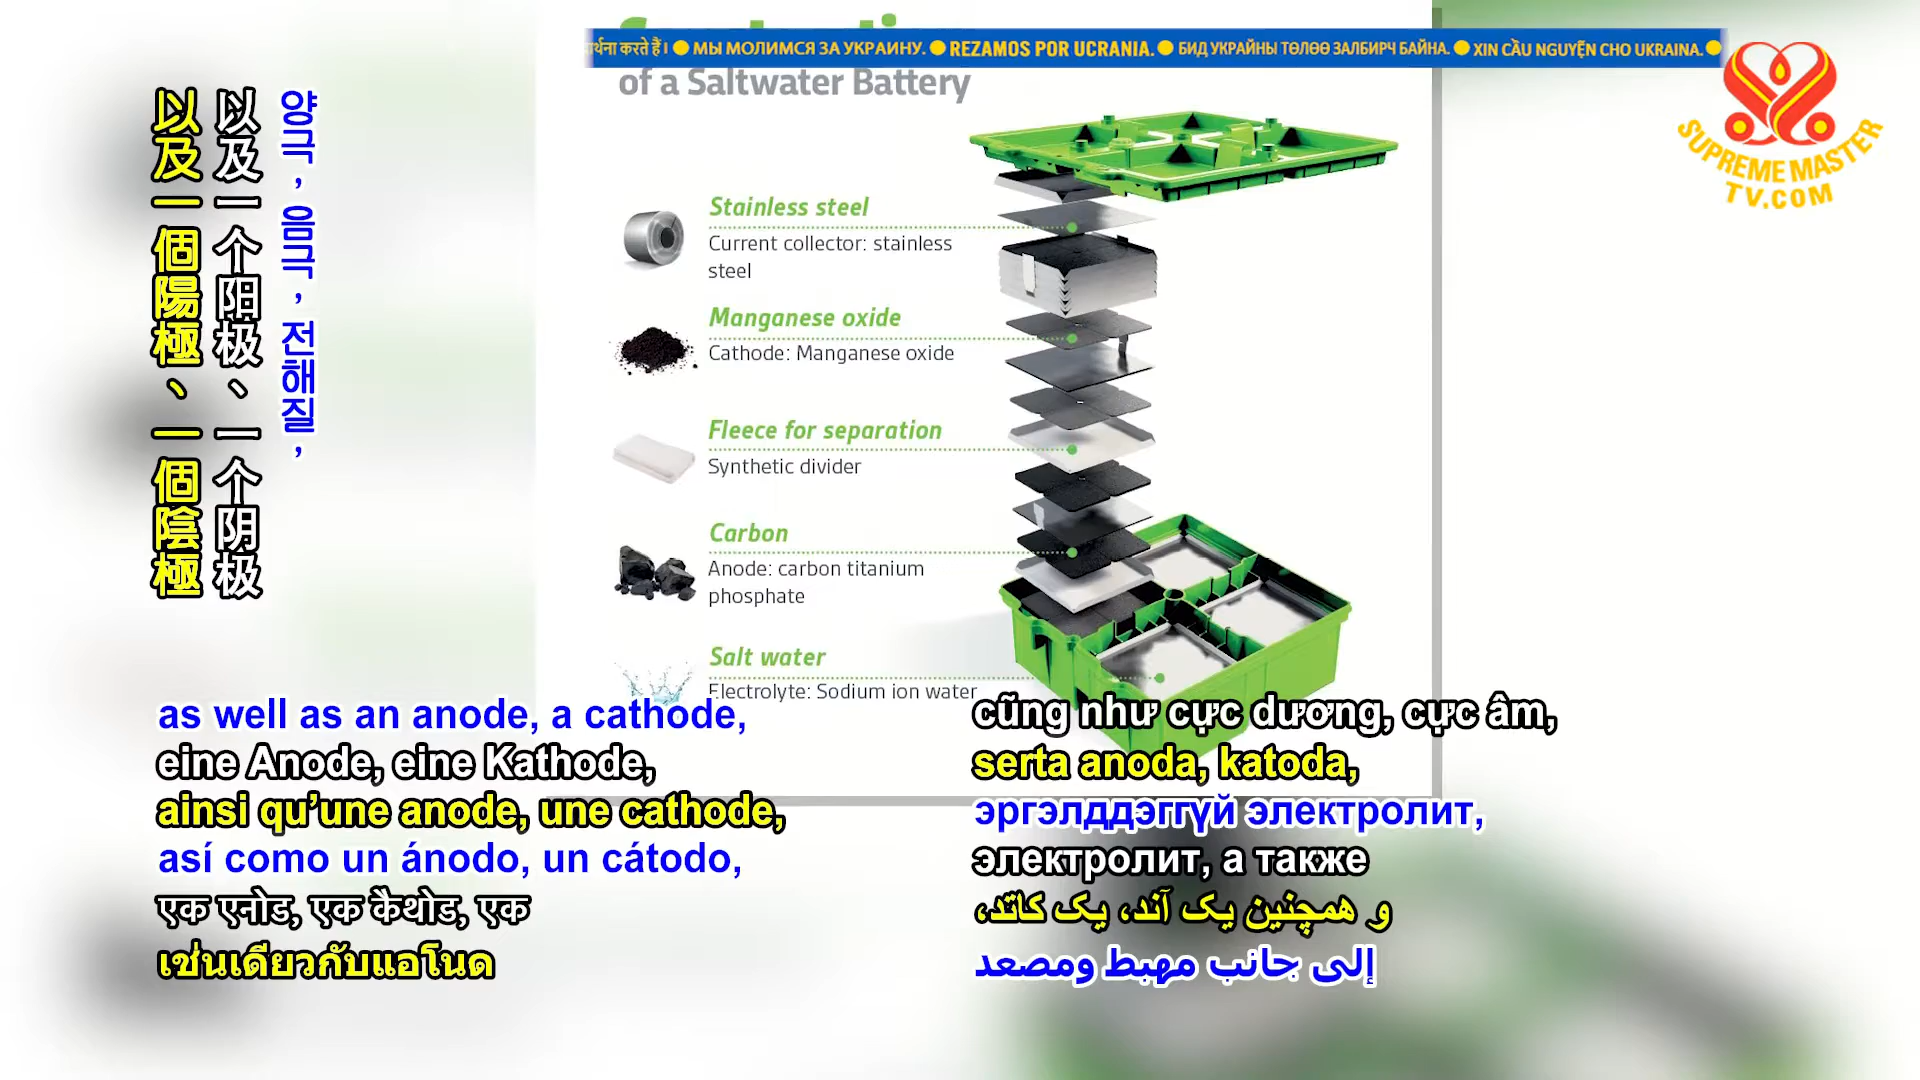 र्थना करते हैं। ● МЫ МОЛИМСЯ ЗА УКРАИНУ. ● REZAMOS POR UCRANIA. ● БИД УКРАЙНЫ ТӨЛӨӨ ЗАЛБИРЧ БАЙНА. ● XIN CẦU NGUYỆN CHO UKRAINA. ●
SUPREME MASTER
TV.COM
of a Saltwater Battery
양극, 음극, 전해질,
以及一个阳极、一个阴极
以及一個陽極、一個陰極
Stainless steel
Current collector: stainless
steel
Manganese oxide
Cathode: Manganese oxide
Fleece for separation
Synthetic divider
Carbon
Anode: carbon titanium
phosphate
Salt water
Electrolyte: Sodium ion water
as well as an anode, a cathode,
eine Anode, eine Kathode,
ainsi qu’une anode, une cathode,
así como un ánodo, un cátodo,
एक एनोड, एक कैथोड, एक
เช่นเดียวกับแอโนด
cũng như cực dương, cực âm,
serta anoda, katoda,
эргэлддэггүй электролит,
электролит, а также
و همچنین یک آند، یک کاتد،
إلى جانب مهبط ومصعد